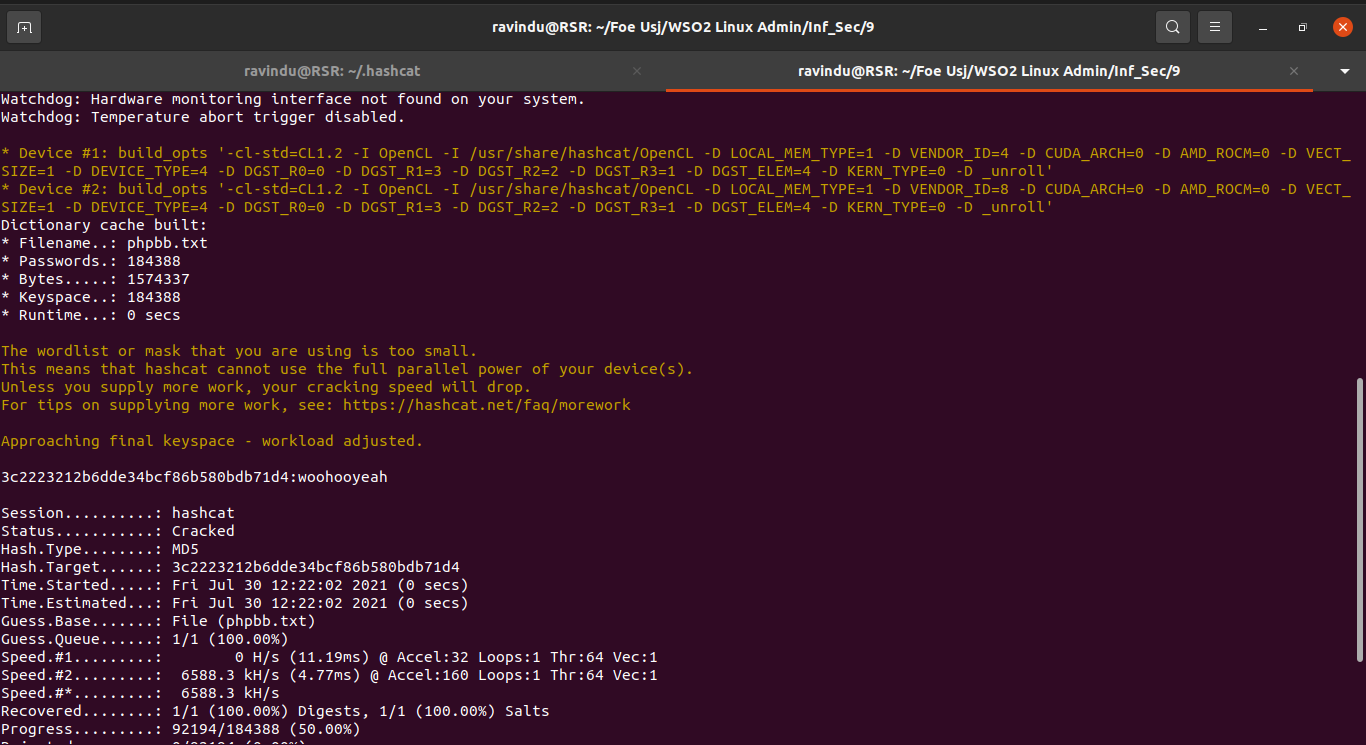 ravindu@RSR: ~/Foe Usj/WSO2 Linux Admin/Inf_Sec/9
ravindu@RSR: ~/.hashcat
ravindu@RSR: ~/Foe Usj/WSO2 Linux Admin/Inf_Sec/9
Watchdog: Hardware monitoring interface not found on your system.
Watchdog: Temperature abort trigger disabled.
* Device #1: build_opts '-cl-std=CL1.2 -I OpenCL -I /usr/share/hashcat/OpenCL -D LOCAL_MEM_TYPE=1 -D VENDOR_ID=4 -D CUDA_ARCH=0 -D AMD_ROCM=0 -D VECT_
SIZE=1 -D DEVICE_TYPE=4 -D DGST_R0=0 -D DGST_R1=3 -D DGST_R2=2 -D DGST_R3=1 -D DGST_ELEM=4 -D KERN_TYPE=0 -D _unroll'
* Device #2: build_opts '-cl-std=CL1.2 -I OpenCL -I /usr/share/hashcat/OpenCL -D LOCAL_MEM_TYPE=1 -D VENDOR_ID=8 -D CUDA_ARCH=0 -D AMD_ROCM=0 -D VECT_
SIZE=1 -D DEVICE_TYPE=4 -D DGST_R0=0 -D DGST_R1=3 -D DGST_R2=2 -D DGST_R3=1 -D DGST_ELEM=4 -D KERN_TYPE=0 -D _unroll'
Dictionary cache built:
* Filename..: phpbb.txt
* Passwords.: 184388
* Bytes.....: 1574337
* Keyspace..: 184388
* Runtime...: 0 secs
The wordlist or mask that you are using is too small.
This means that hashcat cannot use the full parallel power of your device(s).
Unless you supply more work, your cracking speed will drop.
For tips on supplying more work, see: https://hashcat.net/faq/morework
Approaching final keyspace - workload adjusted.
3c2223212b6dde34bcf86b580bdb71d4:woohooyeah
Session..........: hashcat
Status...........: Cracked
Hash.Type........: MD5
Hash.Target......: 3c2223212b6dde34bcf86b580bdb71d4
Time.Started.....: Fri Jul 30 12:22:02 2021 (0 secs)
Time.Estimated...: Fri Jul 30 12:22:02 2021 (0 secs)
Guess.Base.......: File (phpbb.txt)
Guess.Queue......: 1/1 (100.00%)
Speed.#1.........:        0 H/s (11.19ms) @ Accel:32 Loops:1 Thr:64 Vec:1
Speed.#2.........:  6588.3 kH/s (4.77ms) @ Accel:160 Loops:1 Thr:64 Vec:1
Speed.#*.........:  6588.3 kH/s
Recovered........: 1/1 (100.00%) Digests, 1/1 (100.00%) Salts
Progress.........: 92194/184388 (50.00%)